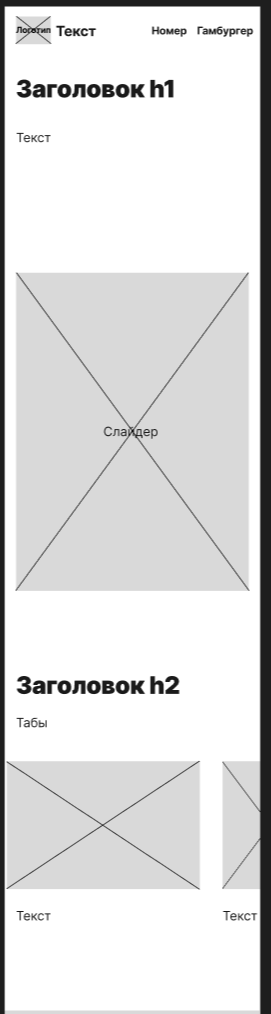 Логотип Текст Номер Гамбургер
Заголовок h1
Текст
Слайдер
Заголовок h2
Табы
Текст Текст